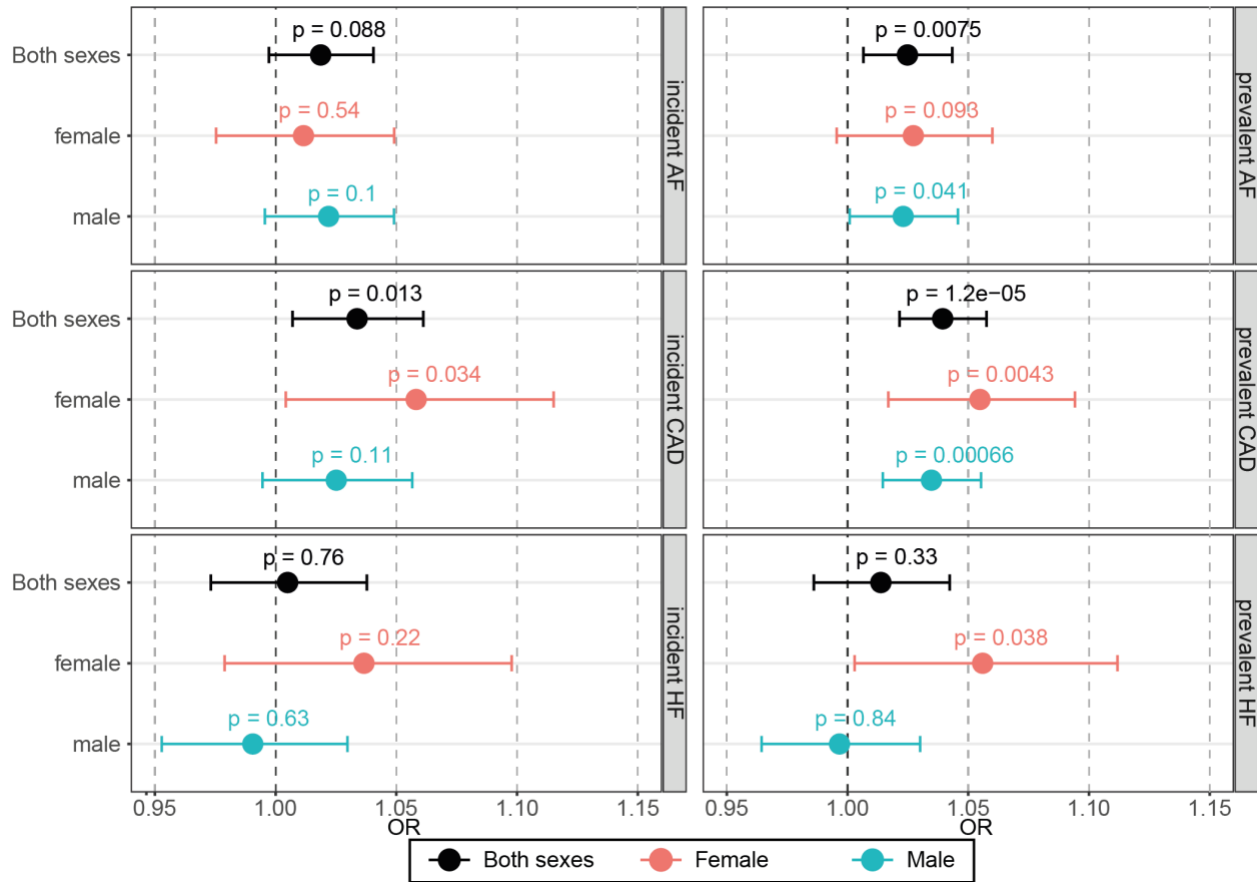 p = 0.088
Both sexes
p = 0.54
female
p = 0.1
male
incident AF
p = 0.0075
p = 0.093
p = 0.041
prevalent AF
p = 0.013
Both sexes
p = 0.034
female
p = 0.11
male
incident CAD
p = 1.2e−05
p = 0.0043
p = 0.00066
prevalent CAD
p = 0.76
Both sexes
p = 0.22
female
p = 0.63
male
incident HF
p = 0.33
p = 0.038
p = 0.84
prevalent HF
0.95 1.00 1.05 1.10 1.15
OR
0.95 1.00 1.05 1.10 1.15
OR
Both sexes Female Male